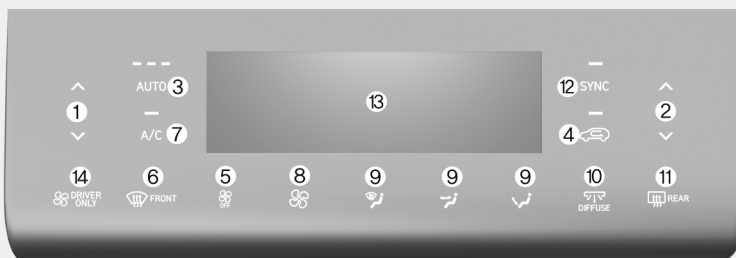 AUTO 3
12 SYNC
1
13
2
A/C 7
4
14 6 5 8 9 9 9 10 11
DRIVER ONLY
FRONT
OFF
DIFFUSE
REAR